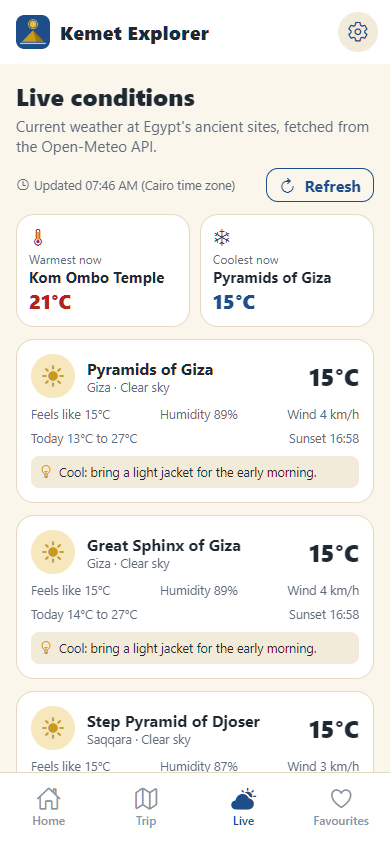 Kemet Explorer
Live conditions
Current weather at Egypt's ancient sites, fetched from
the Open-Meteo API.
Updated 07:46 AM (Cairo time zone)
Refresh
Warmest now
Kom Ombo Temple
21°C
Coolest now
Pyramids of Giza
15°C
Pyramids of Giza
Giza · Clear sky
15°C
Feels like 15°C Humidity 89% Wind 4 km/h
Today 13°C to 27°C Sunset 16:58
Cool: bring a light jacket for the early morning.
Great Sphinx of Giza
Giza · Clear sky
15°C
Feels like 15°C Humidity 89% Wind 4 km/h
Today 14°C to 27°C Sunset 16:58
Cool: bring a light jacket for the early morning.
Step Pyramid of Djoser
Saqqara · Clear sky
15°C
Feels like 15°C Humidity 87% Wind 3 km/h
Home Trip Live Favourites